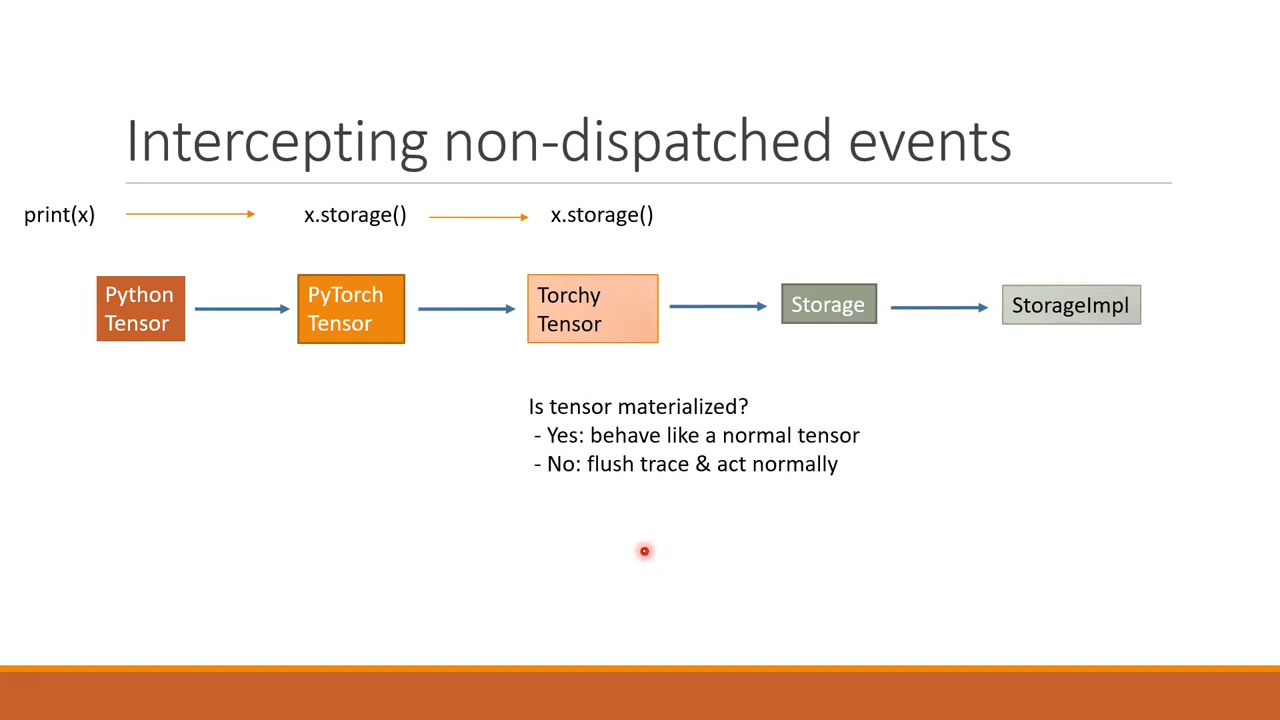 Intercepting non-dispatched events
print(x)
x.storage()
x.storage()
Python
Tensor
PyTorch
Tensor
Torchy
Tensor
Storage
StorageImpl
Is tensor materialized?
- Yes: behave like a normal tensor
- No: flush trace & act normally